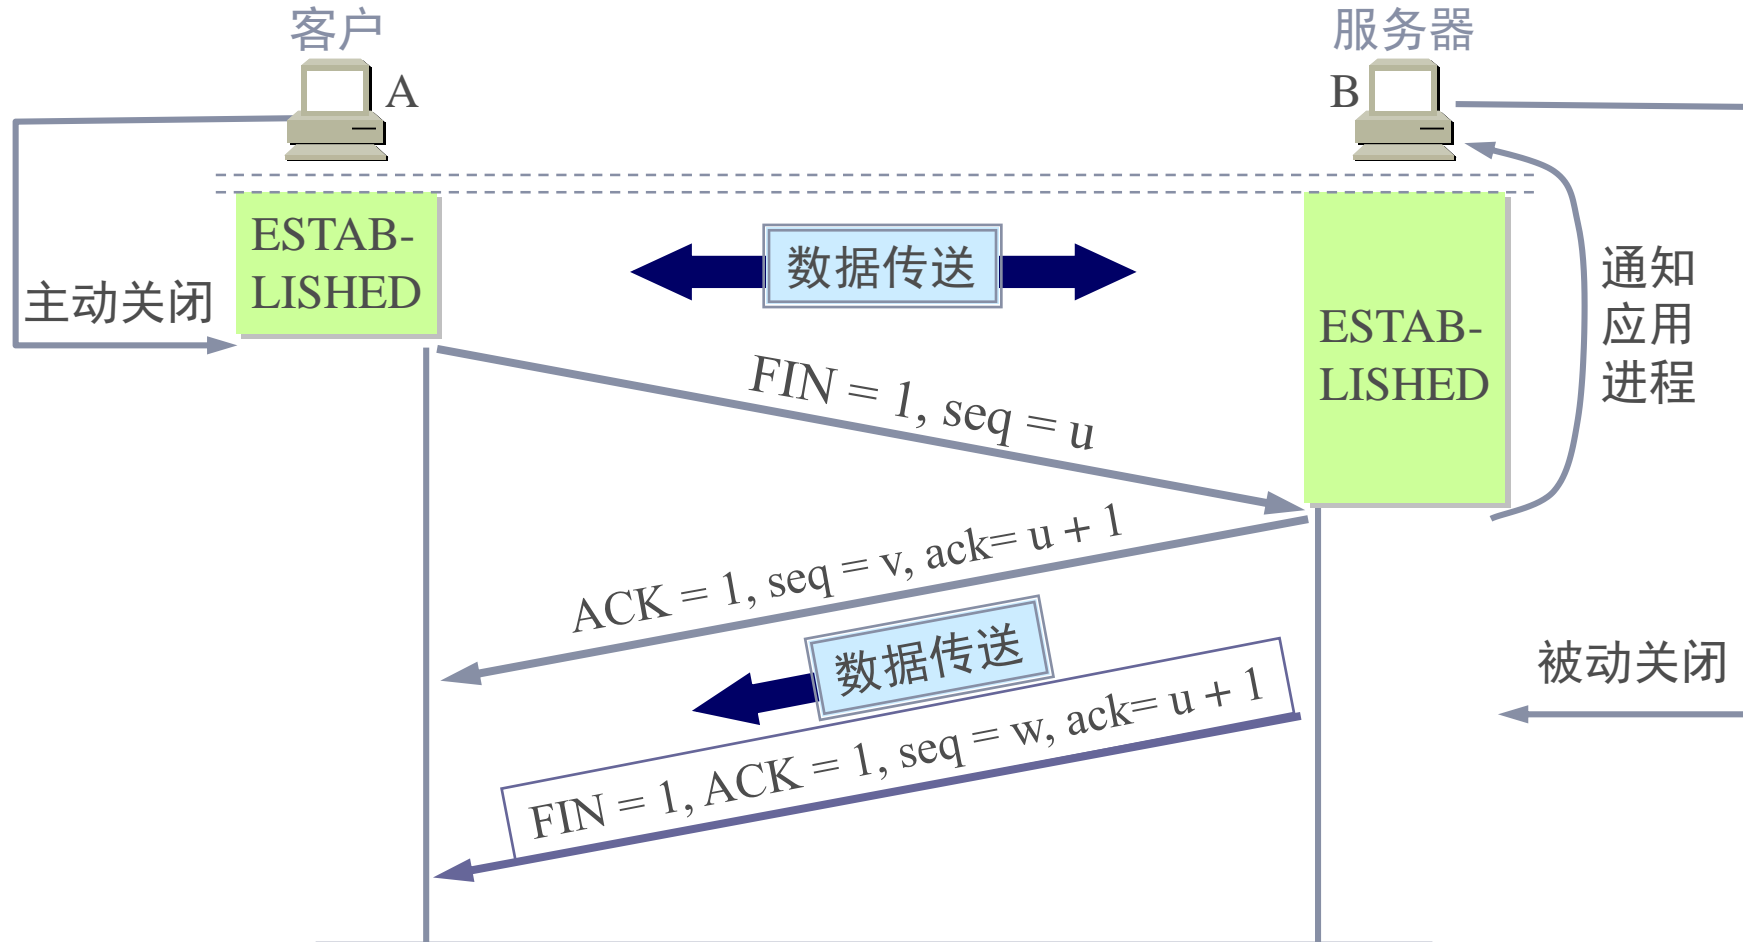 客户
服务器
A
B
ESTAB-
LISHED
数据传送
主动关闭
ESTAB-
LISHED
通知
应用
进程
FIN = 1, seq = u
ACK = 1, seq = v, ack= u + 1
数据传送
被动关闭
FIN = 1, ACK = 1, seq = w, ack= u + 1